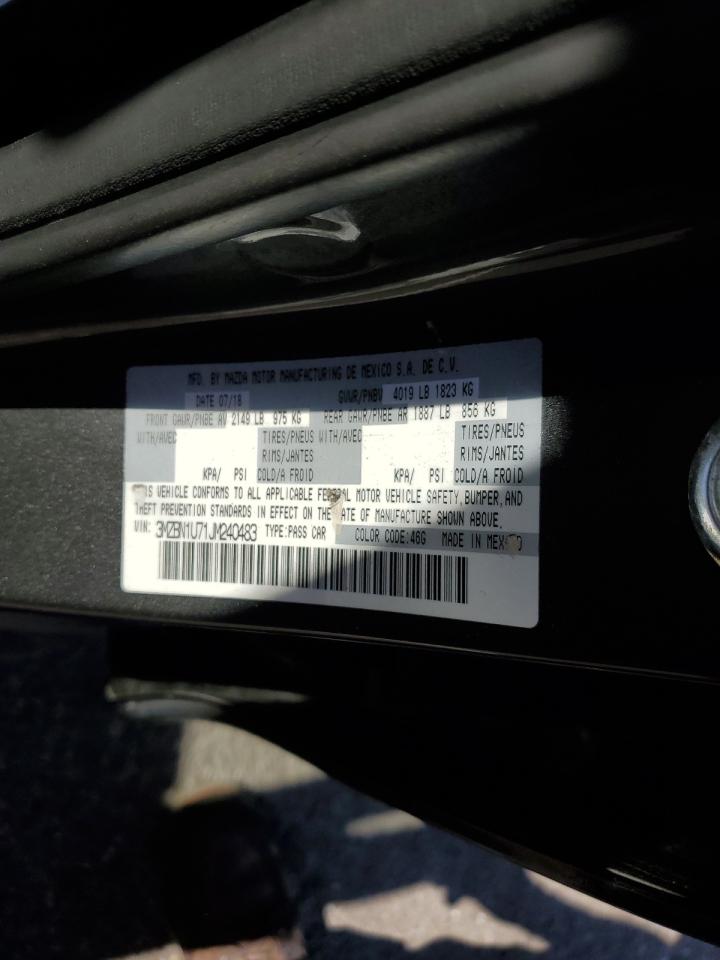 MFD. BY MAZDA MOTOR MANUFACTURING DE MEXICO S.A. DE C.V.
DATE 07/18 GVWR/PNBV 4019 LB 1823 KG
FRONT GAWR/PNBE AV 2149 LB 975 KG REAR GAWR/PNBE AR 1887 LB 856 KG
WITH/AVEC TIRES/PNEUS WITH/AVEC TIRES/PNEUS
RIMS/JANTES RIMS/JANTES
KPA/ PSI COLD/A FROID KPA/ PSI COLD/A FROID
THIS VEHICLE CONFORMS TO ALL APPLICABLE FEDERAL MOTOR VEHICLE SAFETY, BUMPER, AND
THEFT PREVENTION STANDARDS IN EFFECT ON THE DATE OF MANUFACTURE SHOWN ABOVE.
VIN: 3MZBN1U71JM240483 TYPE:PASS CAR COLOR CODE:46G MADE IN MEXICO